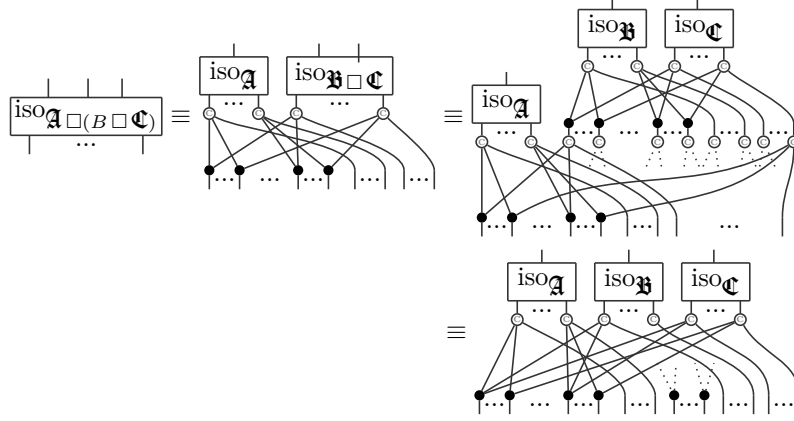 iso𝕭 iso𝕮
iso𝕬 □ (B □ 𝕮) ≡ iso𝕬 iso𝕭 □ 𝕮 ≡ iso𝕬
≡ iso𝕬 iso𝕭 iso𝕮